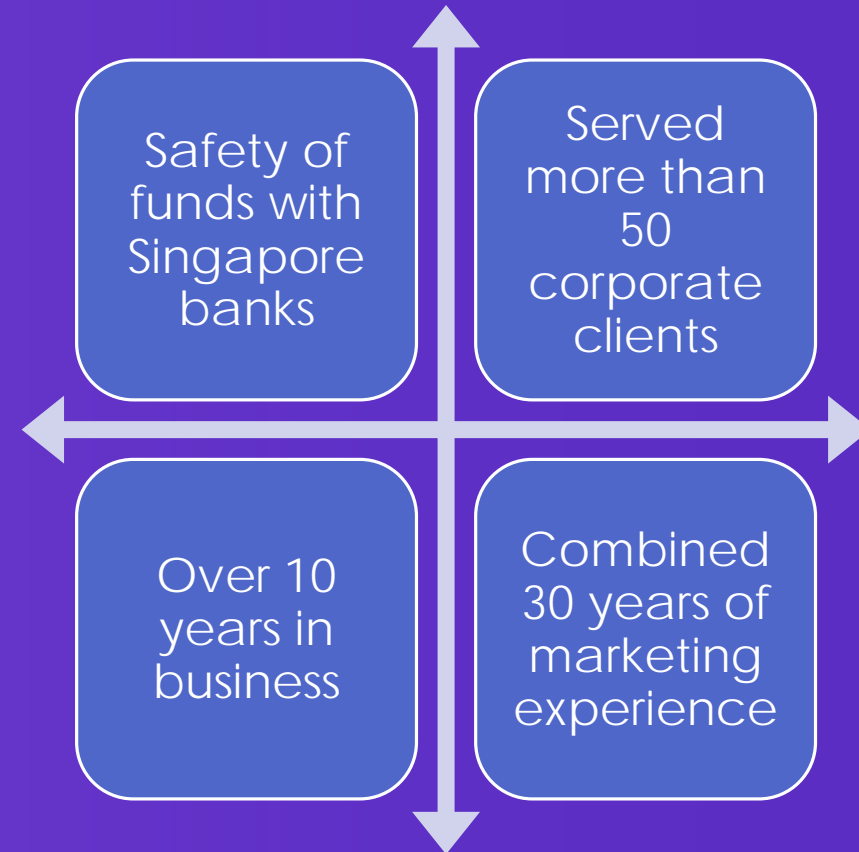 Safety of
funds with
Singapore
banks
Served
more than
50
corporate
clients
Over 10
years in
business
Combined
30 years of
marketing
experience